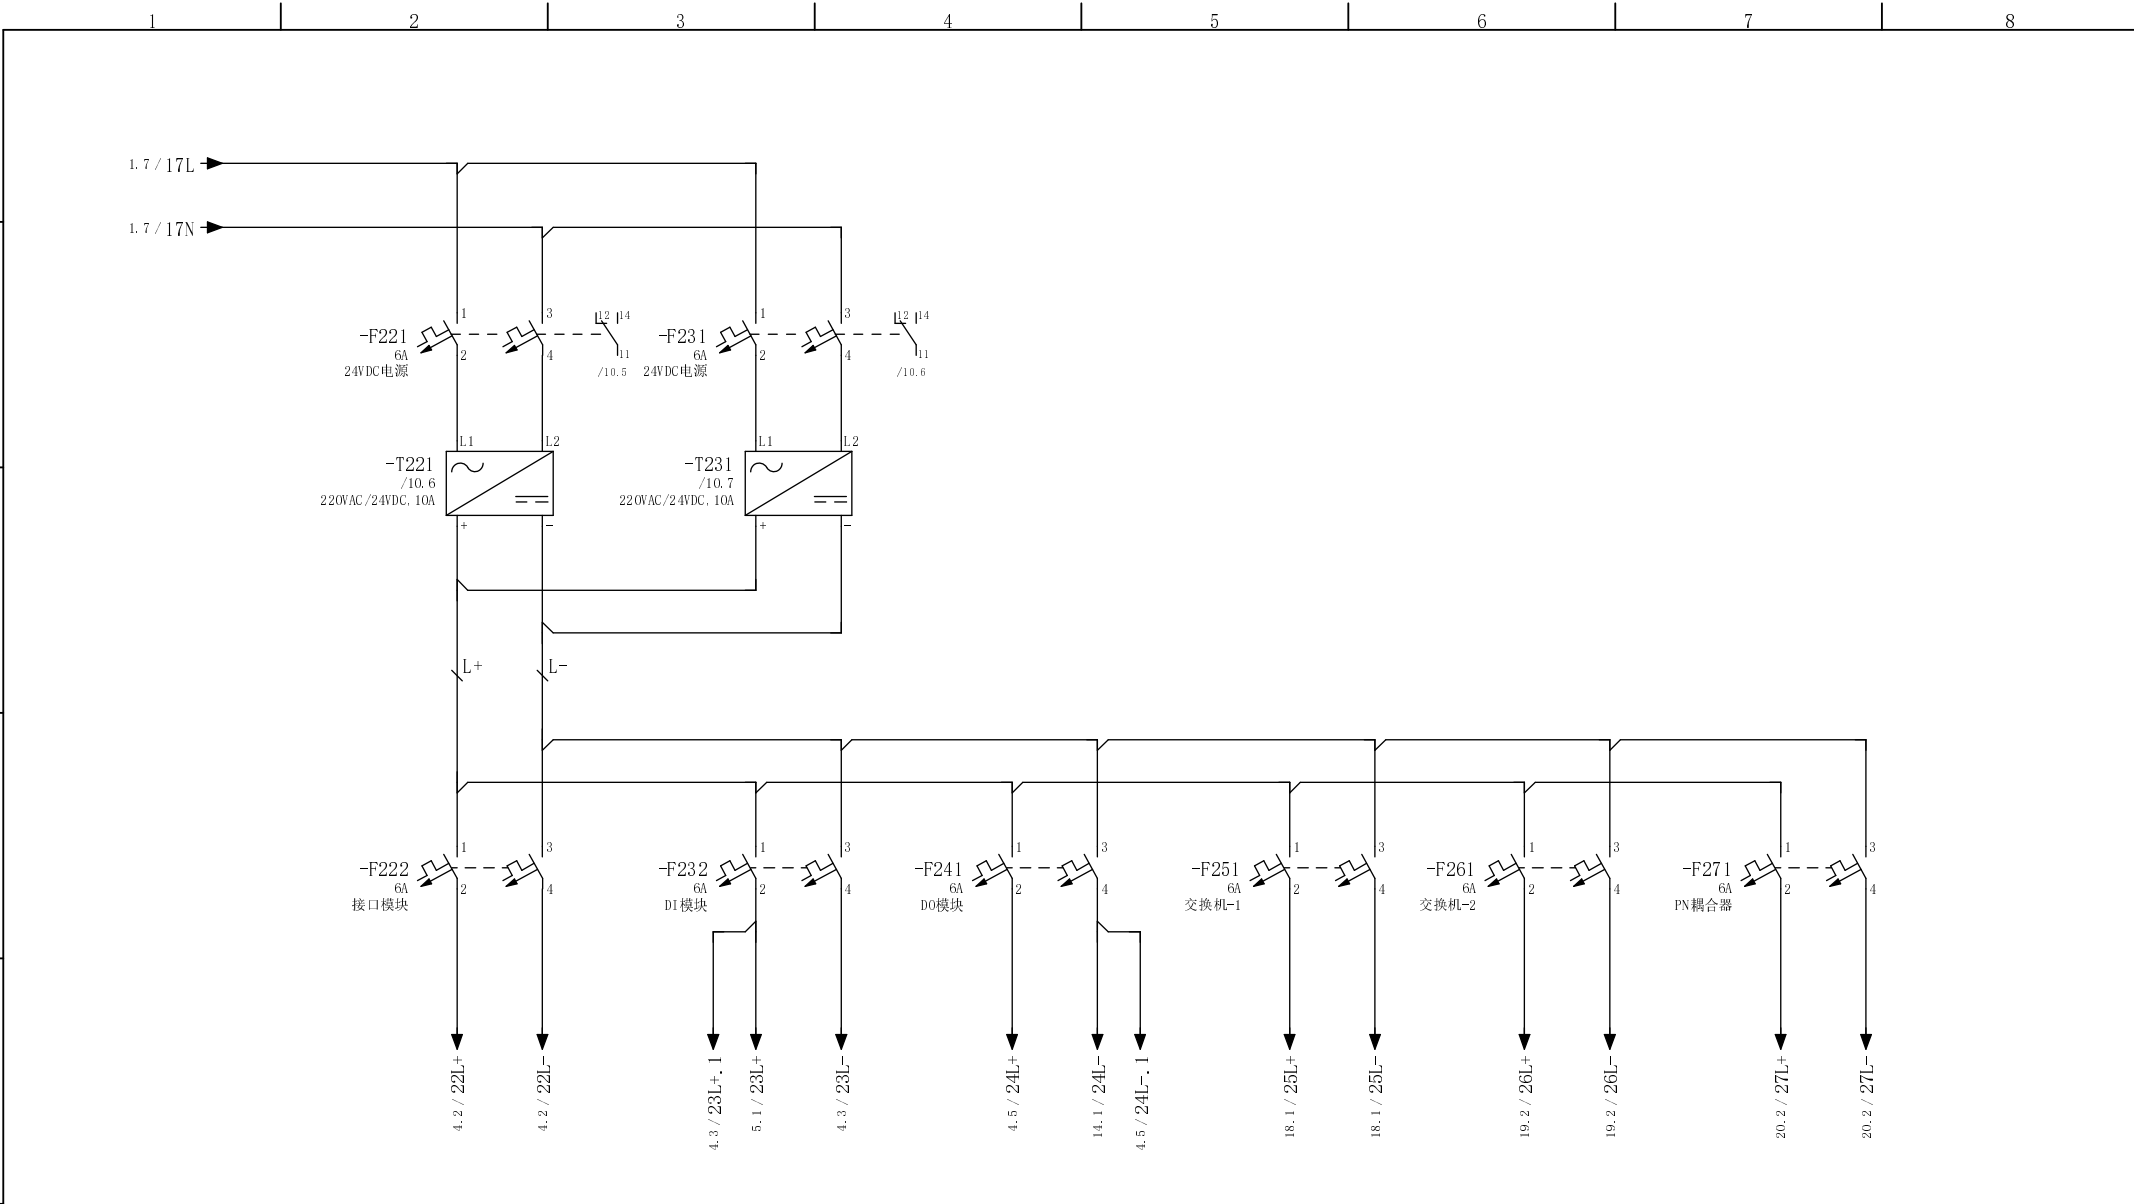 1 2 3 4 5 6 7 8
1.7 / 17L
1.7 / 17N
1 3 12 14 1 3 12 14
-F221 -F231
6A 2 4 11 6A 2 4 11
24VDC电源 /10.5 24VDC电源 /10.6
L1 L2 L1 L2
-T221 -T231
/10.6 /10.7
220VAC/24VDC, 10A 220VAC/24VDC, 10A
+ - + -
L+ L-
1 3 1 3 1 3 1 3 1 3 1 3
-F222 -F232 -F241 -F251 -F261 -F271
6A 2 4 6A 2 4 6A 2 4 6A 2 4 6A 2 4 6A 2 4
接口模块 DI模块 DO模块 交换机-1 交换机-2 PN耦合器
4.2 / 22L+
4.2 / 22L-
4.3 / 23L+.1
5.1 / 23L+
4.3 / 23L-
4.5 / 24L+
14.1 / 24L-
4.5 / 24L-.1
18.1 / 25L+
18.1 / 25L-
19.2 / 26L+
19.2 / 26L-
20.2 / 27L+
20.2 / 27L-